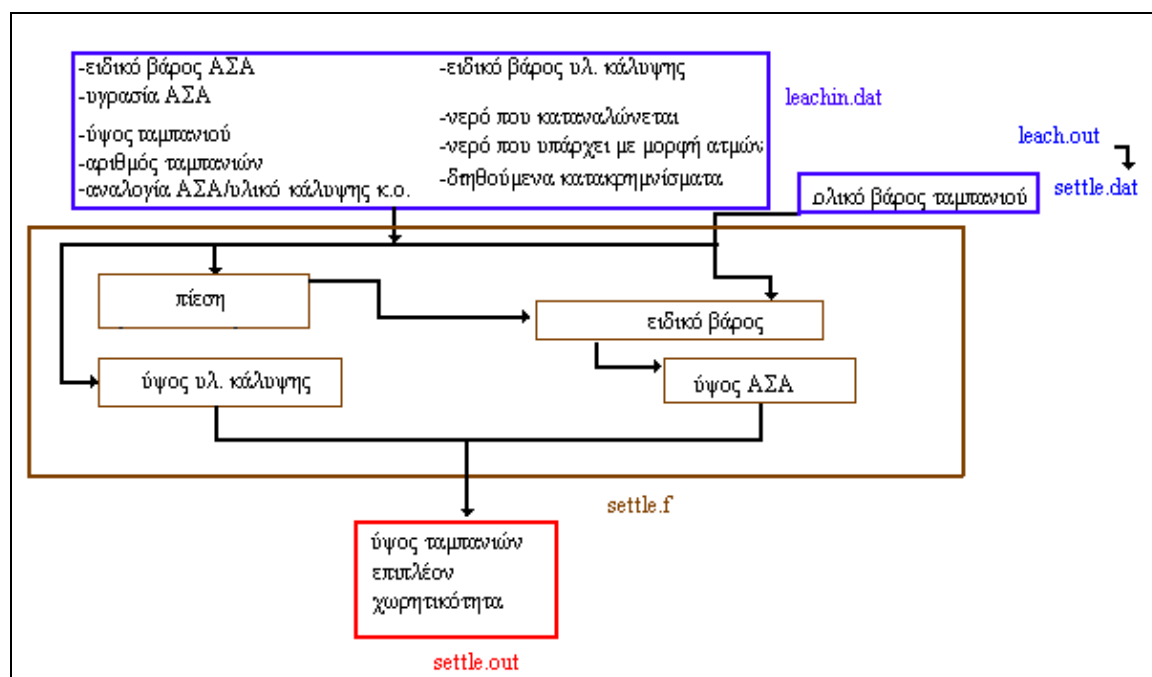 -ειδικό βάρος ΑΣΑ
-υγρασία ΑΣΑ
-ύψος ταμπανιού
-αριθμός ταμπανιών
-αναλογία ΑΣΑ/υλικό κάλυψης κ.ο.
-ειδικό βάρος υλ. κάλυψης
-νερό που καταναλώνεται
-νερό που υπάρχει με μορφή ατμών
-δτηθούμενα κατακρημνίσματα
leachin.dat
leach.out
settle.dat
ολικό βάρος ταμπανιού
πίεση
ειδικό βάρος
ύψος υλ. κάλυψης
ύψος ΑΣΑ
settle.f
ύψος ταμπανιών
επιπλέον
χωρητικότητα
settle.out